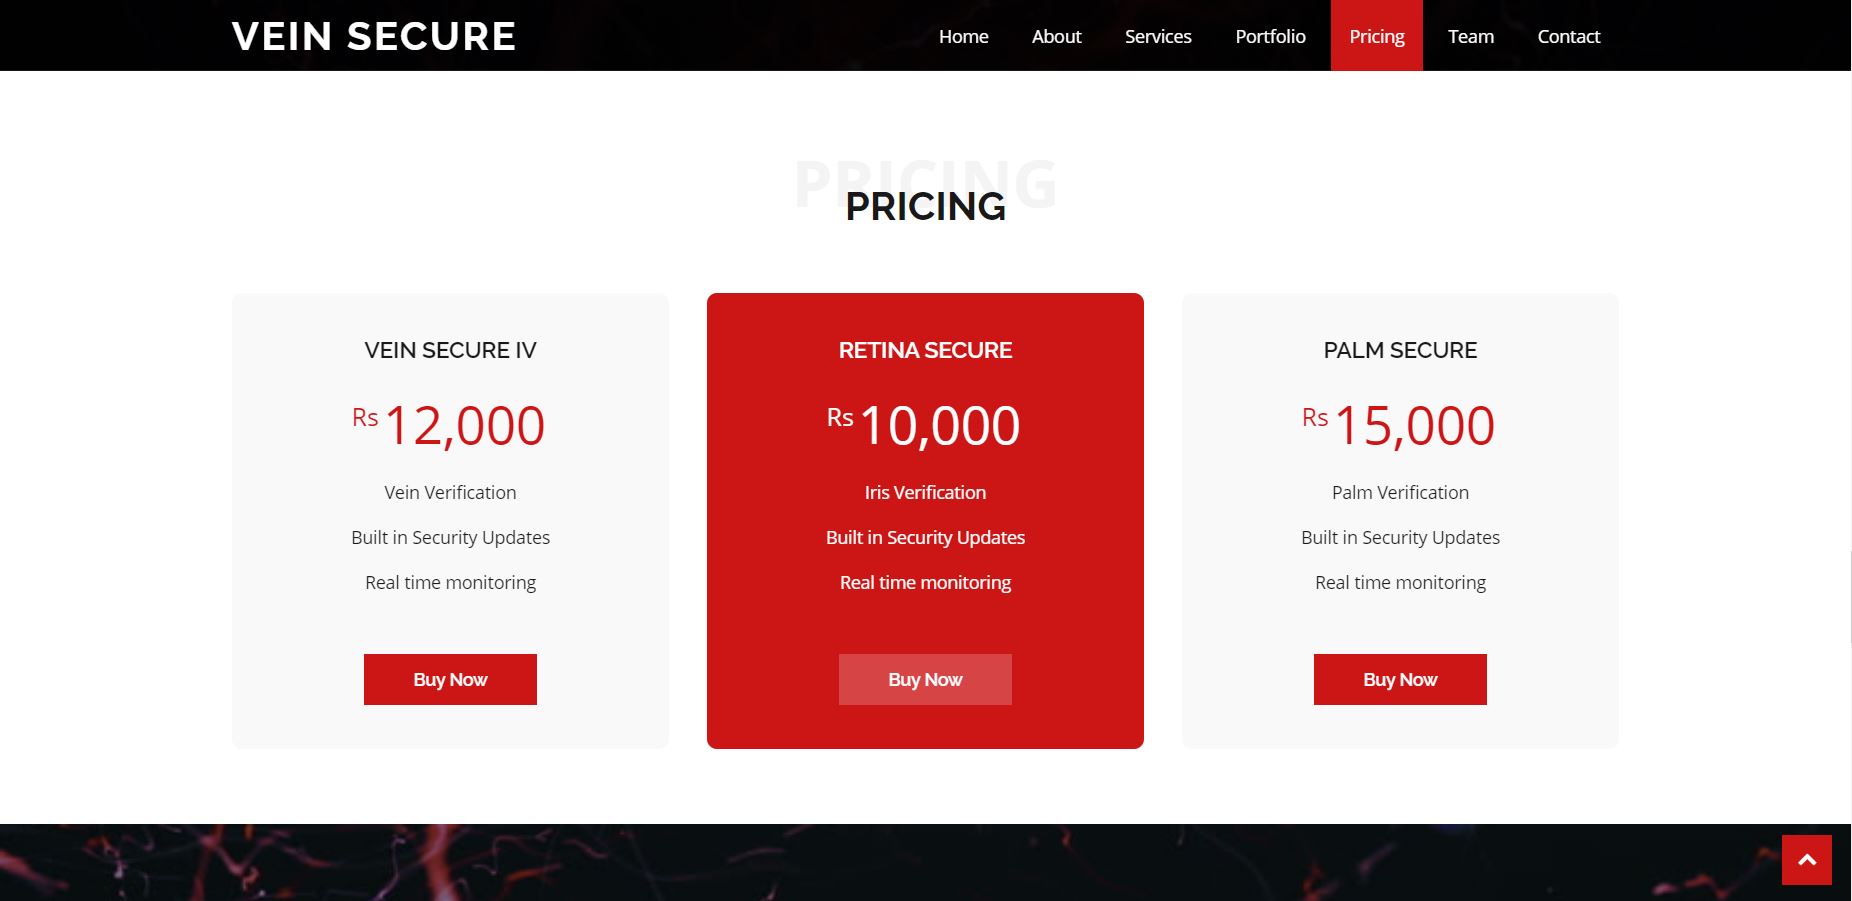 VEIN SECURE
Home About Services Portfolio Pricing Team Contact
PRICING
PRICING
VEIN SECURE IV
Rs 12,000
Vein Verification
Built in Security Updates
Real time monitoring
Buy Now
RETINA SECURE
Rs 10,000
Iris Verification
Built in Security Updates
Real time monitoring
Buy Now
PALM SECURE
Rs 15,000
Palm Verification
Built in Security Updates
Real time monitoring
Buy Now